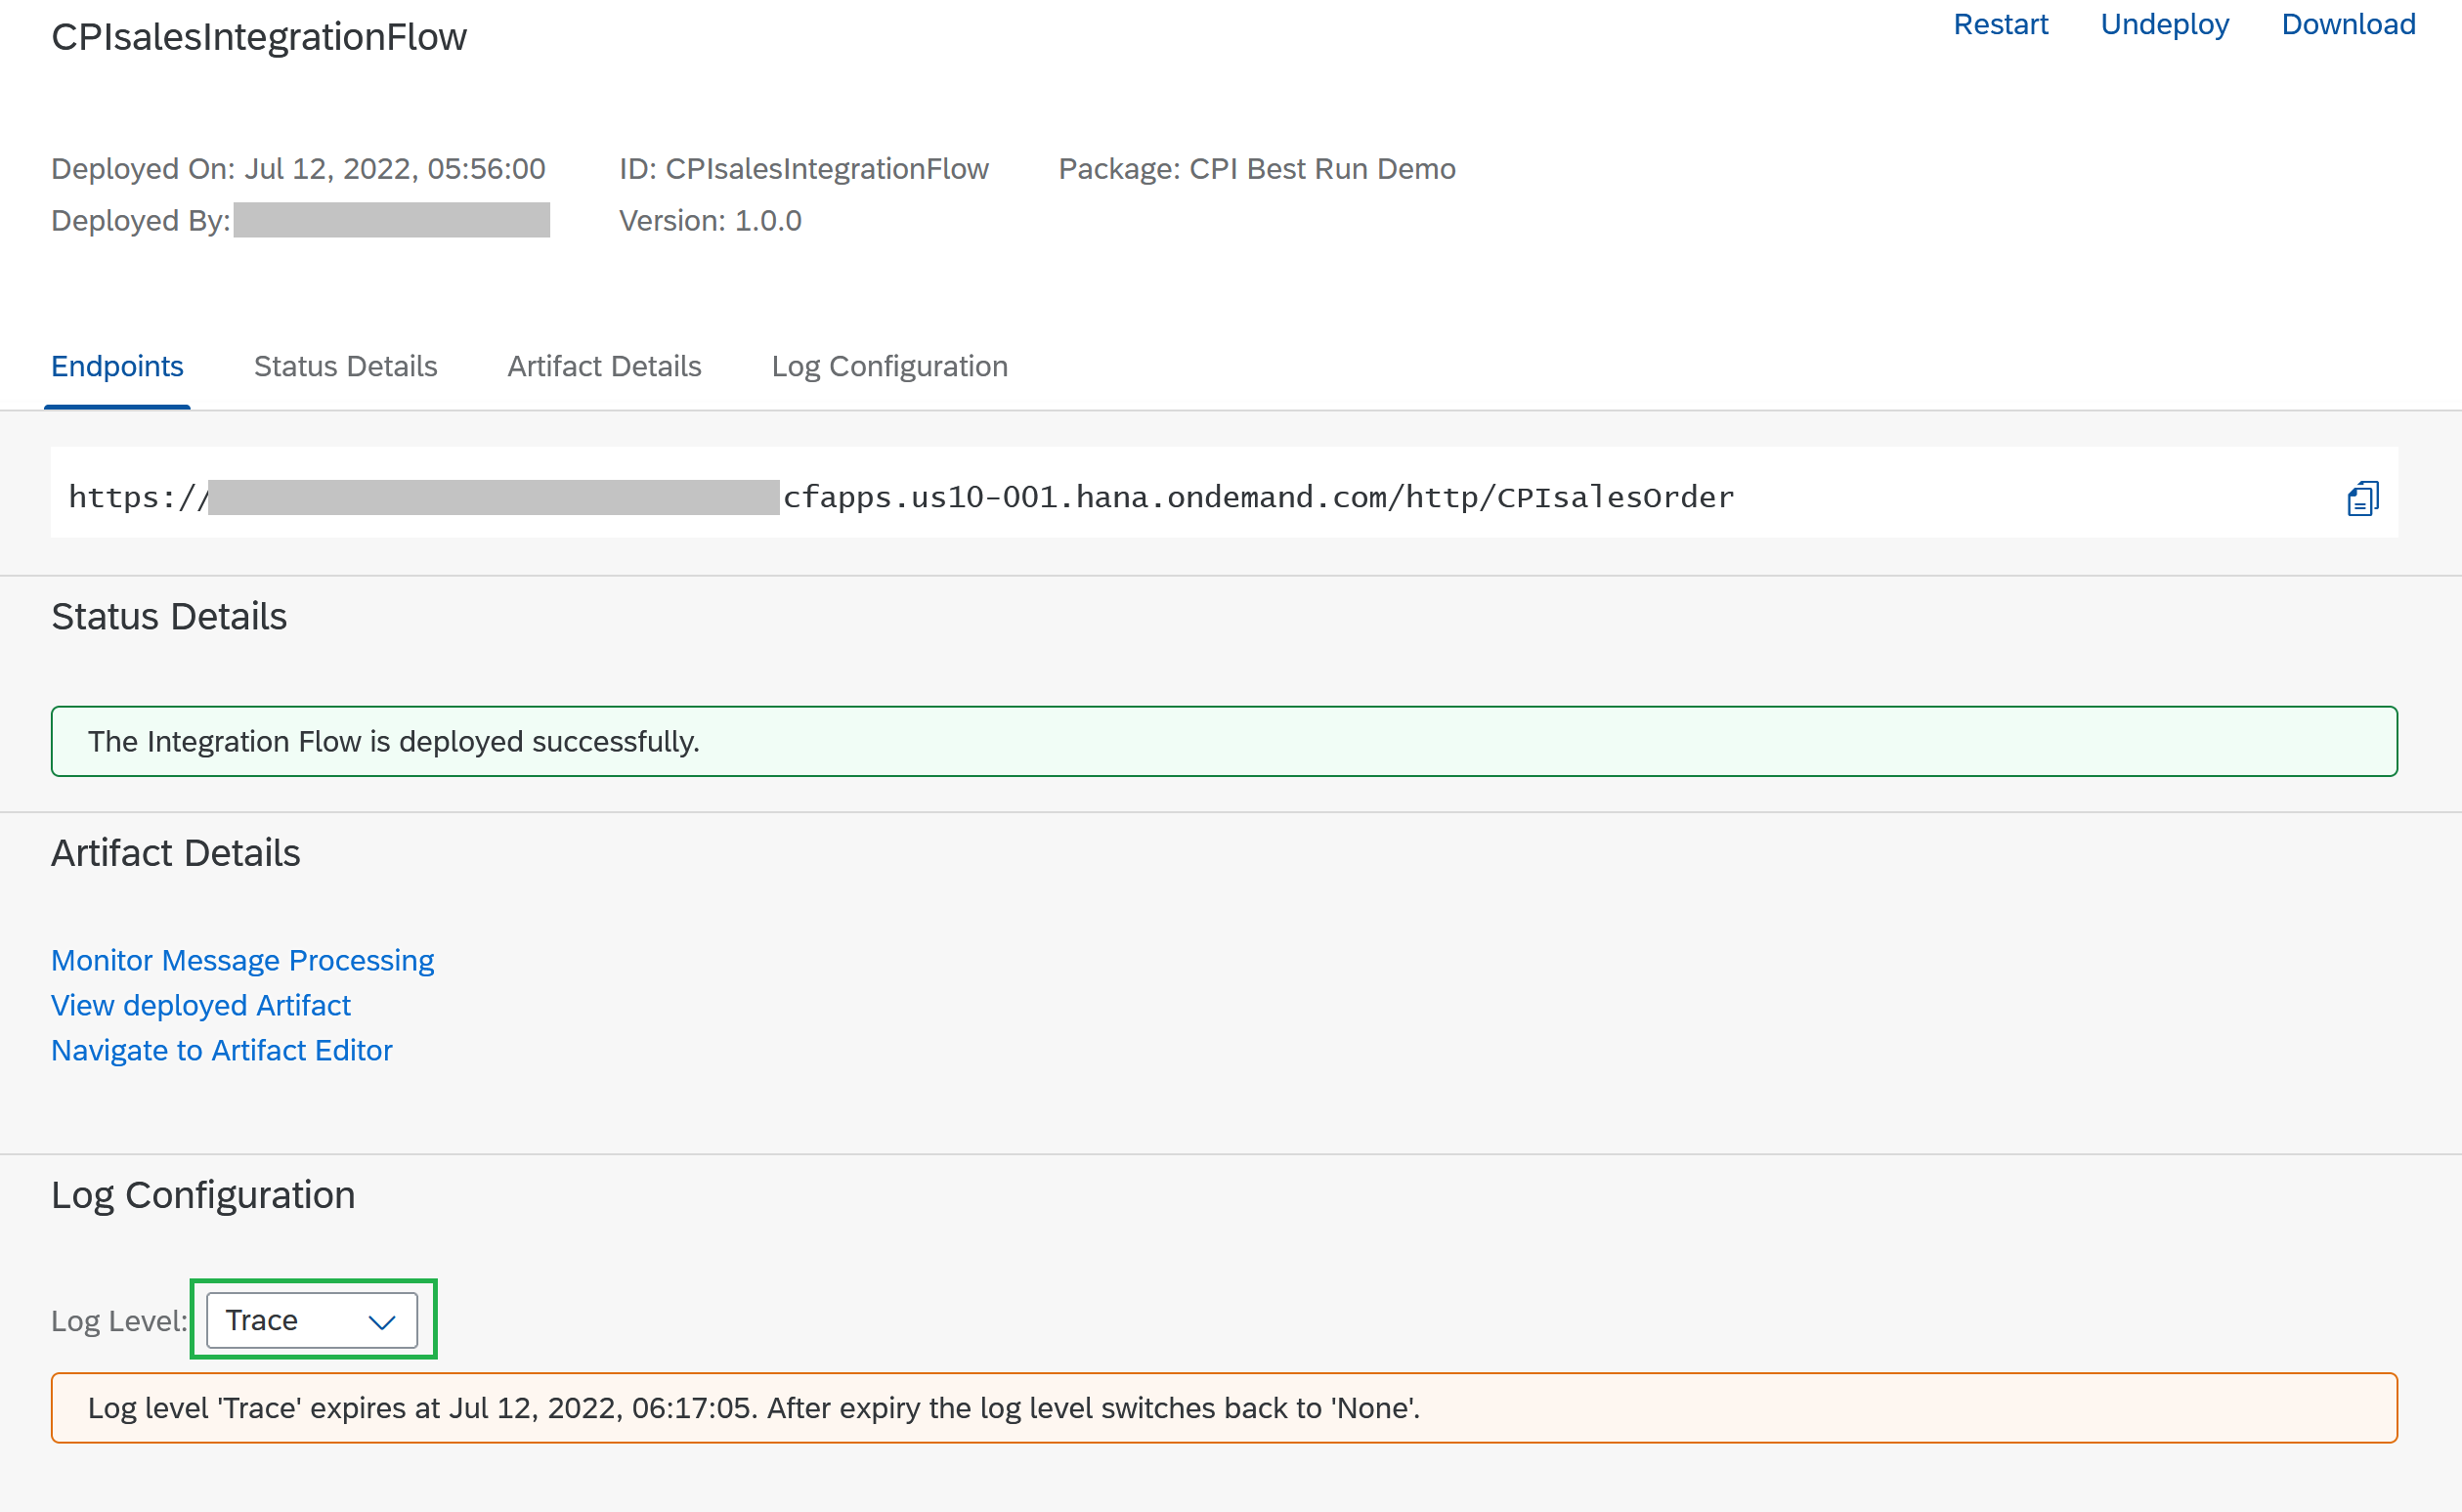 CPIsalesIntegrationFlow
Restart Undeploy Download
Deployed On: Jul 12, 2022, 05:56:00 ID: CPIsalesIntegrationFlow Package: CPI Best Run Demo
Deployed By: Version: 1.0.0
Endpoints Status Details Artifact Details Log Configuration
https:// cfapps.us10-001.hana.ondemand.com/http/CPIsalesOrder
Status Details
The Integration Flow is deployed successfully.
Artifact Details
Monitor Message Processing
View deployed Artifact
Navigate to Artifact Editor
Log Configuration
Log Level: Trace
Log level 'Trace' expires at Jul 12, 2022, 06:17:05. After expiry the log level switches back to 'None'.